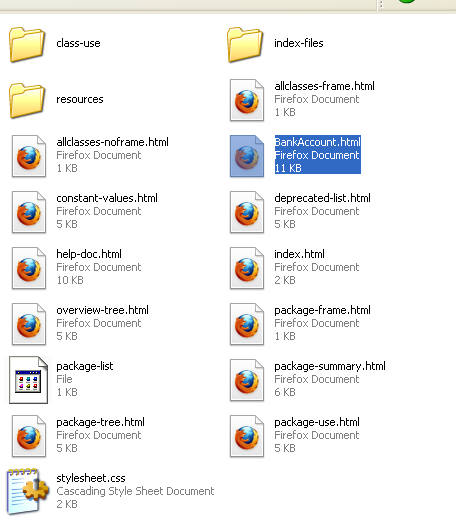 class-use
index-files
resources
allclasses-frame.html
Firefox Document
1 KB
allclasses-noframe.html
Firefox Document
1 KB
BankAccount.html
Firefox Document
11 KB
constant-values.html
Firefox Document
5 KB
deprecated-list.html
Firefox Document
5 KB
help-doc.html
Firefox Document
10 KB
index.html
Firefox Document
2 KB
overview-tree.html
Firefox Document
5 KB
package-frame.html
Firefox Document
1 KB
package-list
File
1 KB
package-summary.html
Firefox Document
6 KB
package-tree.html
Firefox Document
5 KB
package-use.html
Firefox Document
5 KB
stylesheet.css
Cascading Style Sheet Document
2 KB